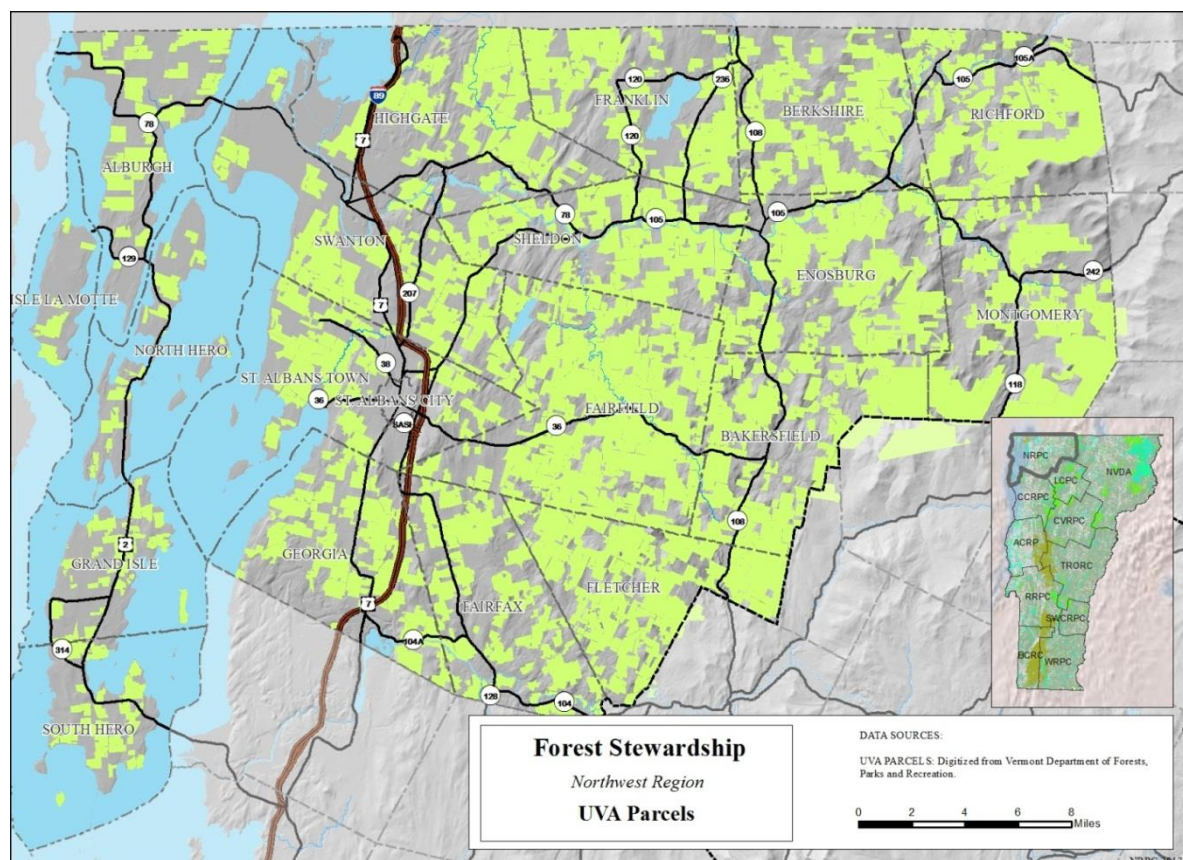 120
236
105A
105
FRANKLIN
BERKSHIRE
RICHFORD
89
HIGHGATE
78
7
120
108
ALBURGH
78
105
105
SWANTON
SHELDON
129
207
ENOSBURG
242
7
ISLE LA MOTTE
MONTGOMERY
NORTH HERO
38
ST. ALBANS TOWN
118
36
ST. ALBANS CITY
FAIRFIELD
36
BAKERSFIELD
108
2
GEORGIA
GRAND ISLE
FLETCHER
7
FAIRFAX
104A
314
128
104
SOUTH HERO
NRPC
NVDA
LCPC
CCRPC
CVRPC
ACRP
TRORC
RRPC
SWCRPC
BCRC
WRPC
Forest Stewardship
Northwest Region
UVA Parcels
DATA SOURCES:
UVA PARCELS: Digitized from Vermont Department of Forests,
Parks and Recreation.
0 2 4 6 8
Miles